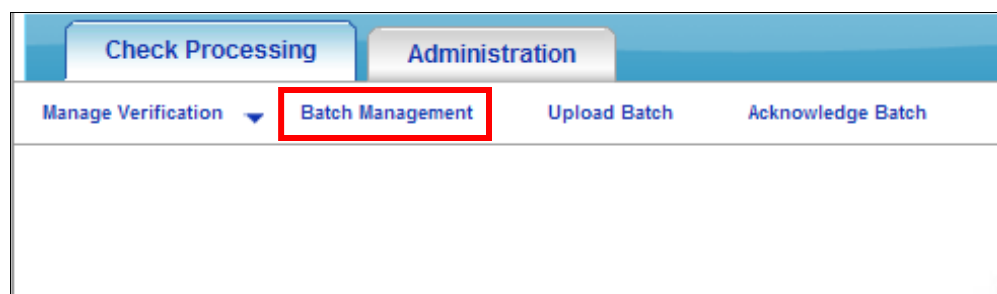 Check Processing Administration
Manage Verification Batch Management Upload Batch Acknowledge Batch